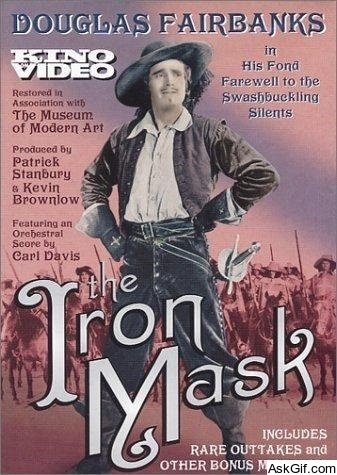 DOUGLAS FAIRBANKS
KINO
VIDEO
in
His Fond
Farewell to the
Swashbuckling
Silents
Restored in
Association with
The Museum
of Modern Art
Produced by
Patrick
Stanbury
& Kevin
Brownlow
Featuring an
Orchestral
Score by
Carl Davis
the
Iron
Mask
INCLUDES
RARE OUTTAKES and
OTHER BONUS M
AskGif.com